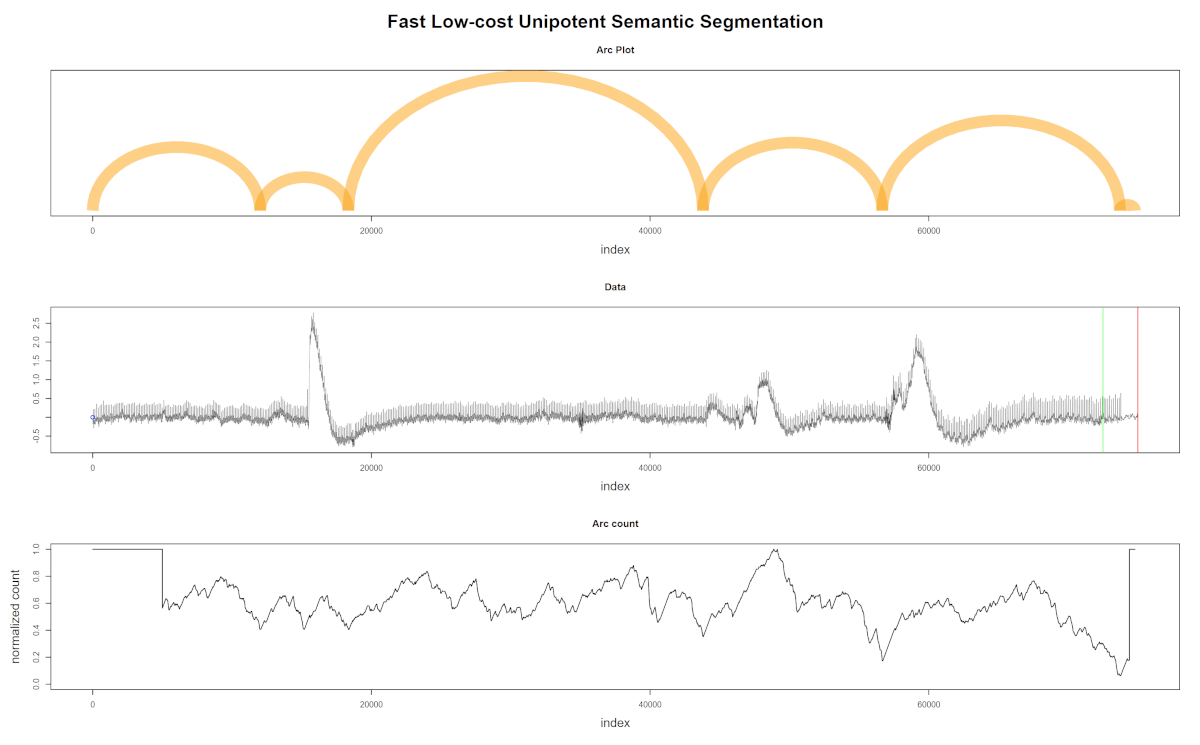 Fast Low-cost Unipotent Semantic Segmentation
Arc Plot
0 20000 40000 60000
index
Data
2.5
2.0
1.5
1.0
0.5
-0.5
0 20000 40000 60000
index
Arc count
normalized count
1.0
0.8
0.6
0.4
0.2
0.0
0 20000 40000 60000
index